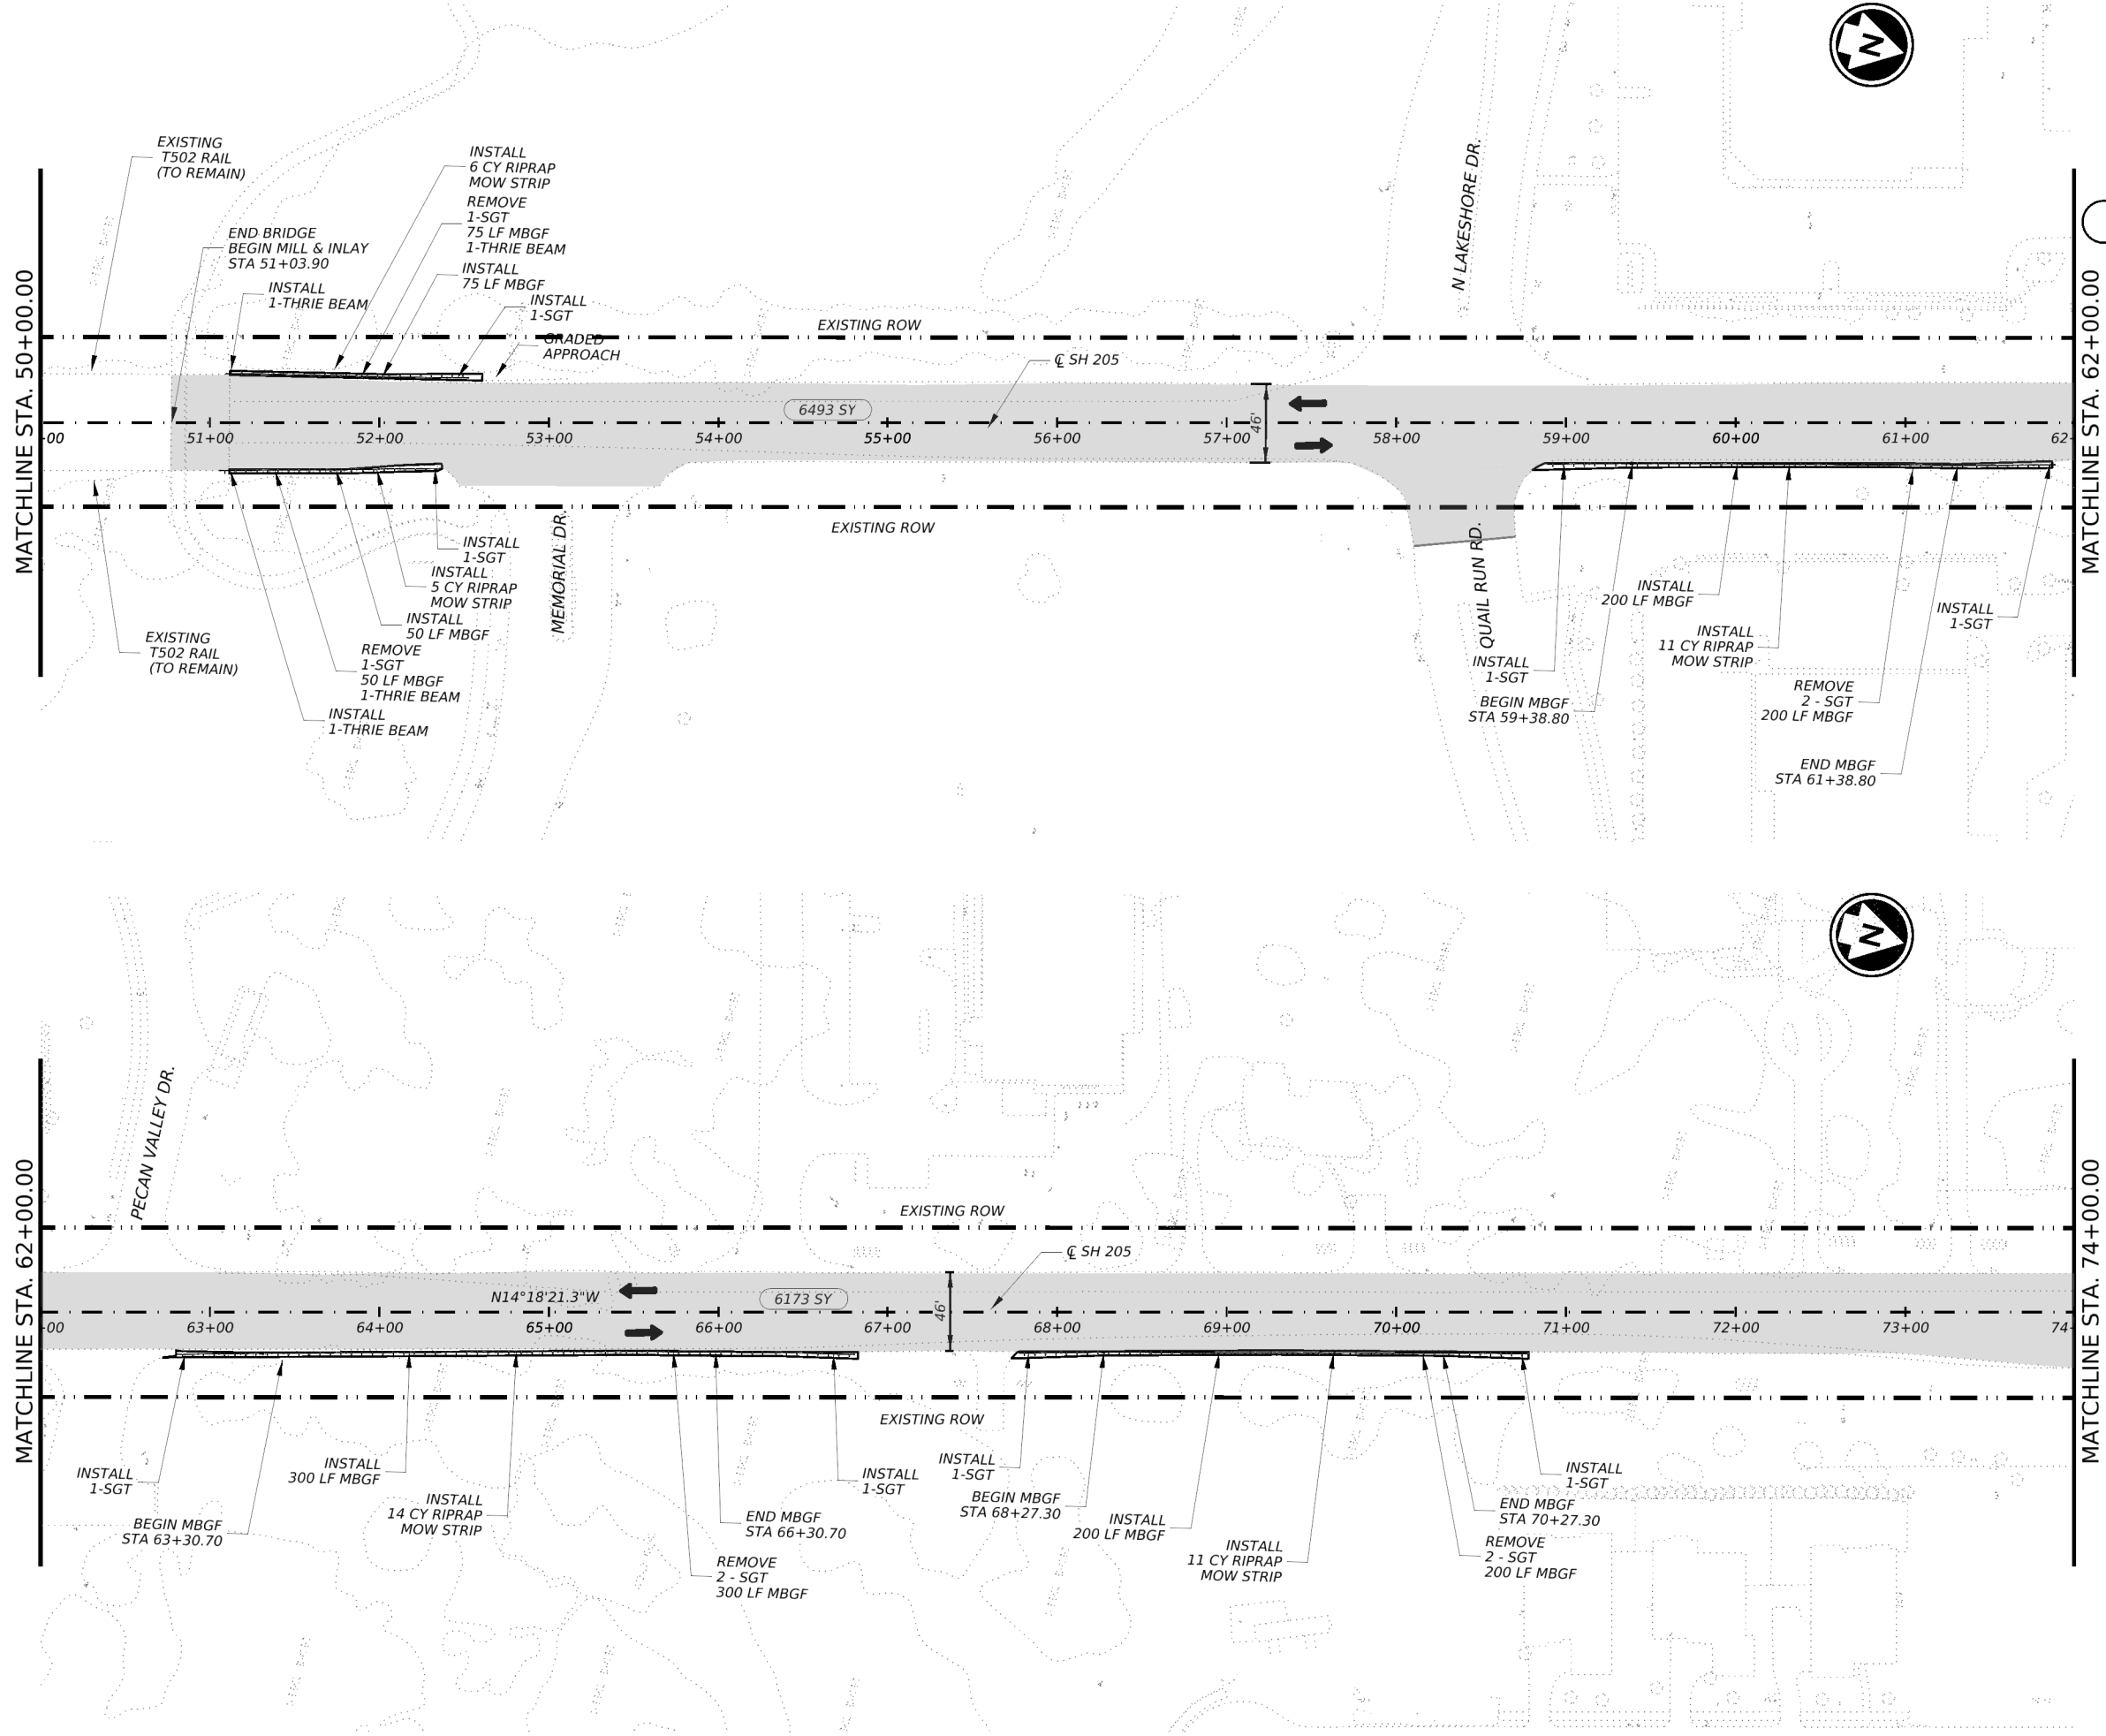 N
EXISTING
T502 RAIL
(TO REMAIN)
INSTALL
6 CY RIPRAP
MOW STRIP
REMOVE
1-SGT
75 LF MBGF
1-THRIE BEAM
END BRIDGE
BEGIN MILL & INLAY
STA 51+03.90
INSTALL
75 LF MBGF
INSTALL
1-THRIE BEAM
INSTALL
1-SGT
GRADED
APPROACH
EXISTING ROW
℄ SH 205
N LAKESHORE DR.
MATCHLINE STA. 50+00.00
MATCHLINE STA. 62+00.00
6493 SY
46'
00
51+00
52+00
53+00
54+00
55+00
56+00
57+00
58+00
59+00
60+00
61+00
62-
EXISTING ROW
MEMORIAL DR.
QUAIL RUN RD.
INSTALL
1-SGT
INSTALL
5 CY RIPRAP
MOW STRIP
INSTALL
50 LF MBGF
EXISTING
T502 RAIL
(TO REMAIN)
REMOVE
1-SGT
50 LF MBGF
1-THRIE BEAM
INSTALL
1-THRIE BEAM
INSTALL
200 LF MBGF
INSTALL
1-SGT
INSTALL
11 CY RIPRAP
MOW STRIP
INSTALL
1-SGT
BEGIN MBGF
STA 59+38.80
REMOVE
2 - SGT
200 LF MBGF
END MBGF
STA 61+38.80
N
PECAN VALLEY DR.
EXISTING ROW
℄ SH 205
MATCHLINE STA. 62+00.00
MATCHLINE STA. 74+00.00
N14°18'21.3"W
6173 SY
46'
00
63+00
64+00
65+00
66+00
67+00
68+00
69+00
70+00
71+00
72+00
73+00
74-
EXISTING ROW
INSTALL
1-SGT
INSTALL
300 LF MBGF
INSTALL
14 CY RIPRAP
MOW STRIP
BEGIN MBGF
STA 63+30.70
INSTALL
1-SGT
END MBGF
STA 66+30.70
REMOVE
2 - SGT
300 LF MBGF
INSTALL
1-SGT
BEGIN MBGF
STA 68+27.30
INSTALL
200 LF MBGF
INSTALL
11 CY RIPRAP
MOW STRIP
INSTALL
1-SGT
END MBGF
STA 70+27.30
REMOVE
2 - SGT
200 LF MBGF